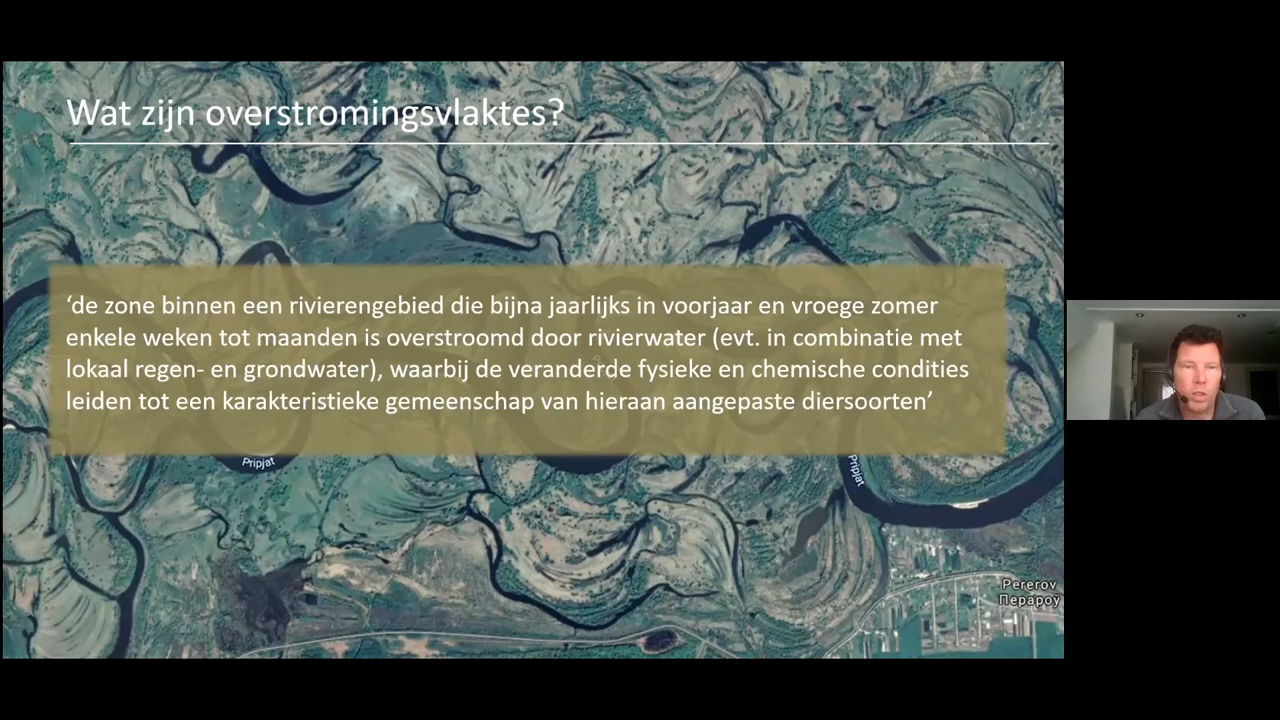 Wat zijn overstromingsvlaktes?
‘de zone binnen een rivierengebied die bijna jaarlijks in voorjaar en vroege zomer
enkele weken tot maanden is overstroomd door rivierwater (evt. in combinatie met
lokaal regen- en grondwater), waarbij de veranderde fysieke en chemische condities
leiden tot een karakteristieke gemeenschap van hieraan aangepaste diersoorten’
Pripjat
Pripjat
Pererov
Перароў